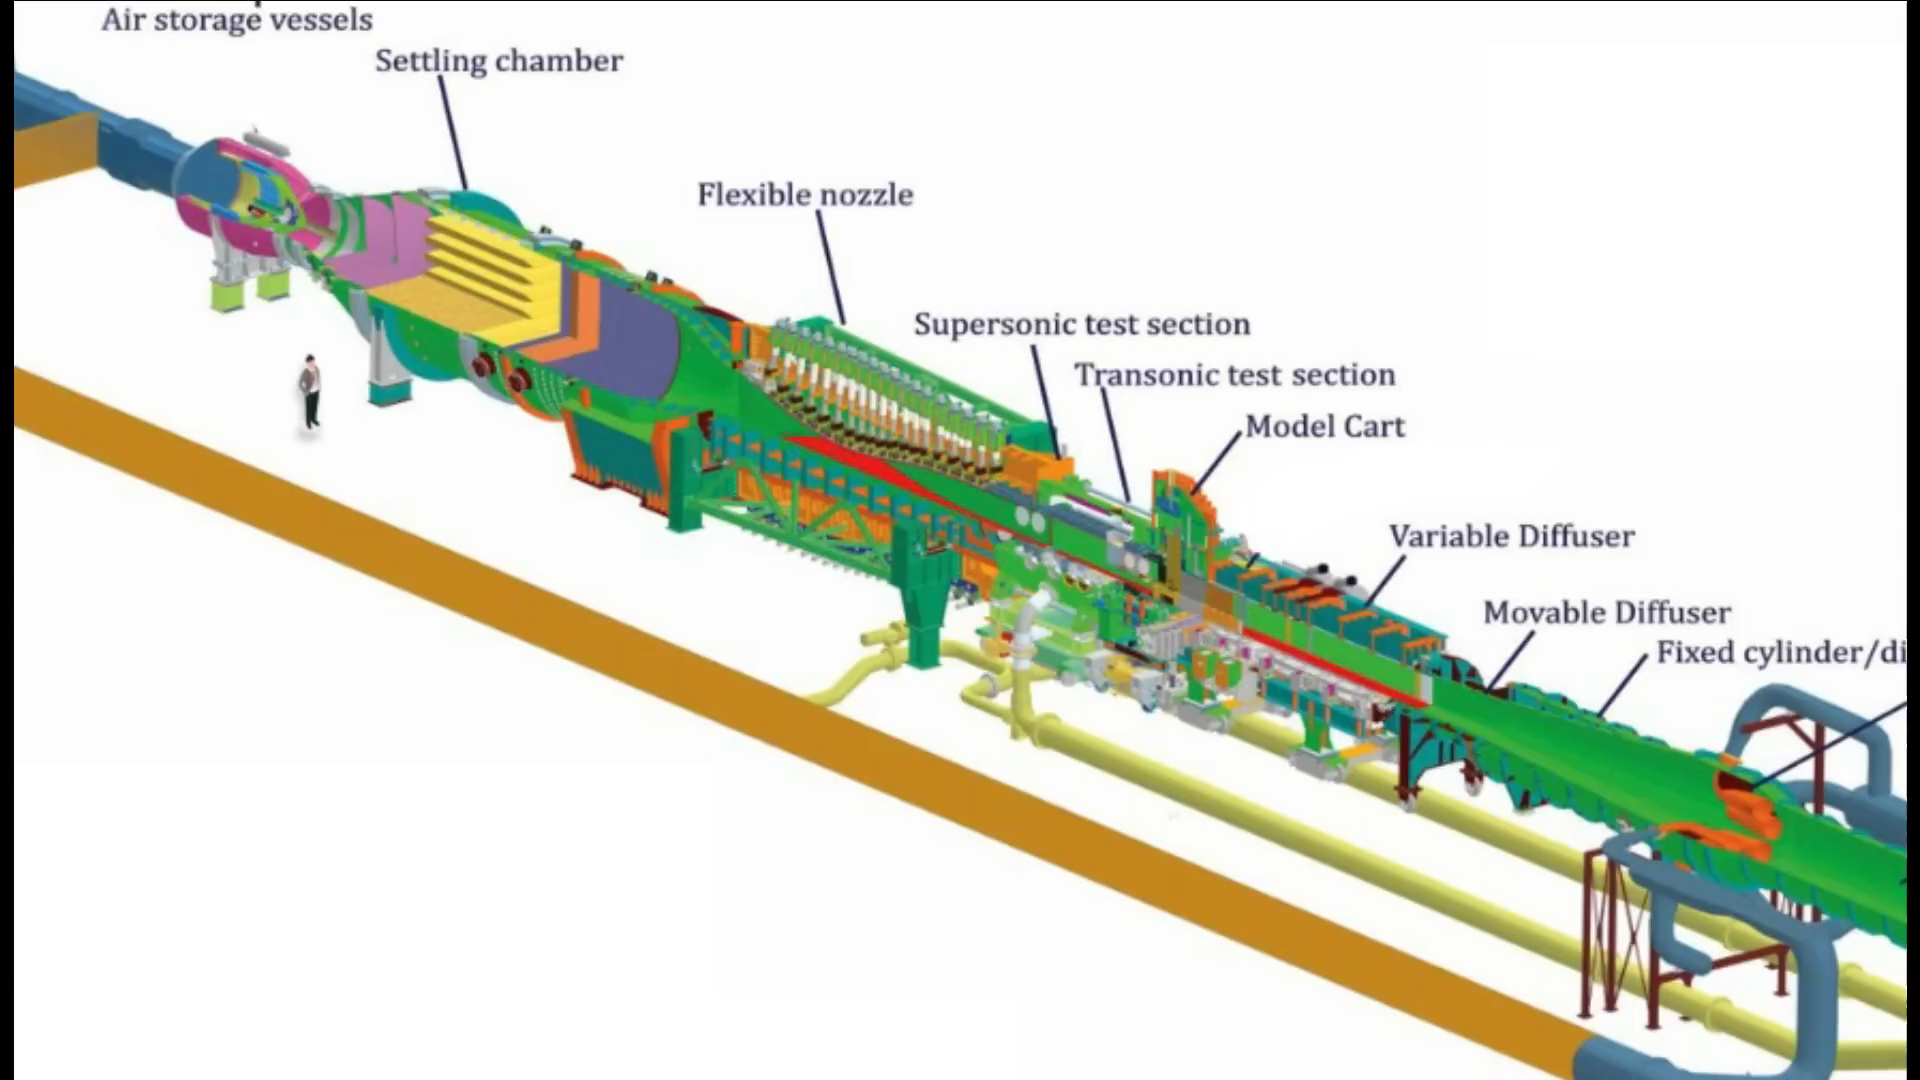 Air storage vessels
Settling chamber
Flexible nozzle
Supersonic test section
Transonic test section
Model Cart
Variable Diffuser
Movable Diffuser
Fixed cylinder/di